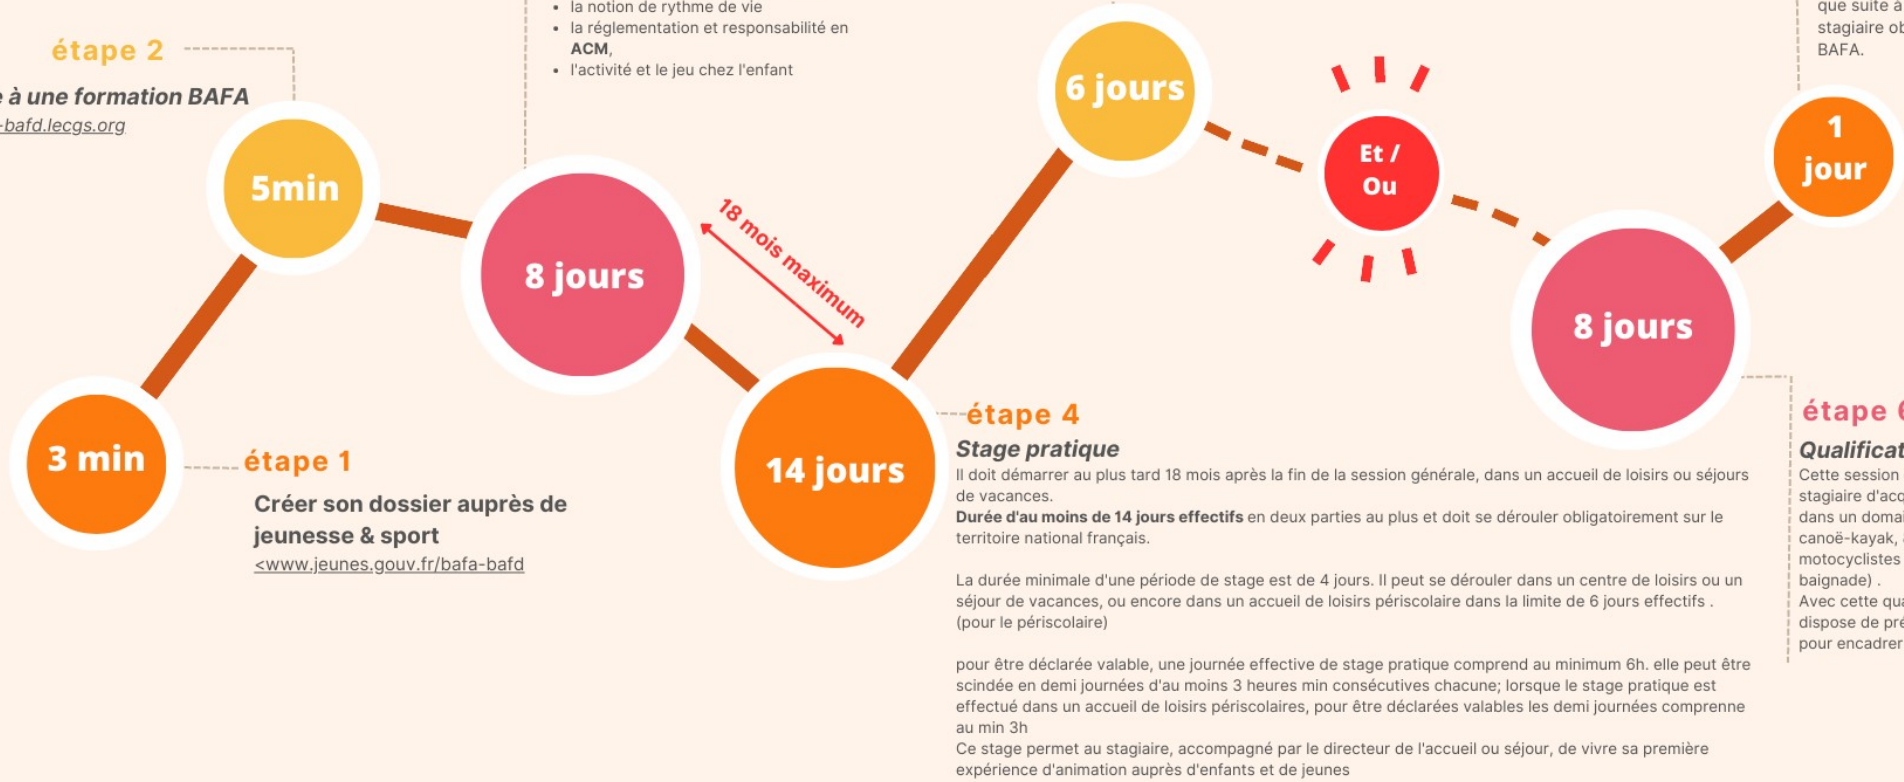 étape 2
à une formation BAFA
-bafd.lecgs.org
5min
3 min
étape 1
Créer son dossier auprès de
jeunesse & sport
<www.jeunes.gouv.fr/bafa-bafd
la notion de rythme de vie
la réglementation et responsabilité en
ACM,
l'activité et le jeu chez l'enfant
8 jours
18 mois maximum
14 jours
étape 4
Stage pratique
Il doit démarrer au plus tard 18 mois après la fin de la session générale, dans un accueil de loisirs ou séjours
de vacances.
Durée d'au moins de 14 jours effectifs en deux parties au plus et doit se dérouler obligatoirement sur le
territoire national français.
La durée minimale d'une période de stage est de 4 jours. Il peut se dérouler dans un centre de loisirs ou un
séjour de vacances, ou encore dans un accueil de loisirs périscolaire dans la limite de 6 jours effectifs .
(pour le périscolaire)
pour être déclarée valable, une journée effective de stage pratique comprend au minimum 6h. elle peut être
scindée en demi journées d'au moins 3 heures min consécutives chacune; lorsque le stage pratique est
effectué dans un accueil de loisirs périscolaires, pour être déclarées valables les demi journées comprenne
au min 3h
Ce stage permet au stagiaire, accompagné par le directeur de l'accueil ou séjour, de vivre sa première
expérience d'animation auprès d'enfants et de jeunes
6 jours
Et /
Ou
8 jours
que suite à
stagiaire
BAFA.
1
jour
étape 6
Cette session
stagiaire
dans un
canoë-kayak,
motocyclistes
baignade) .
Avec cette
dispose de
pour encadrer